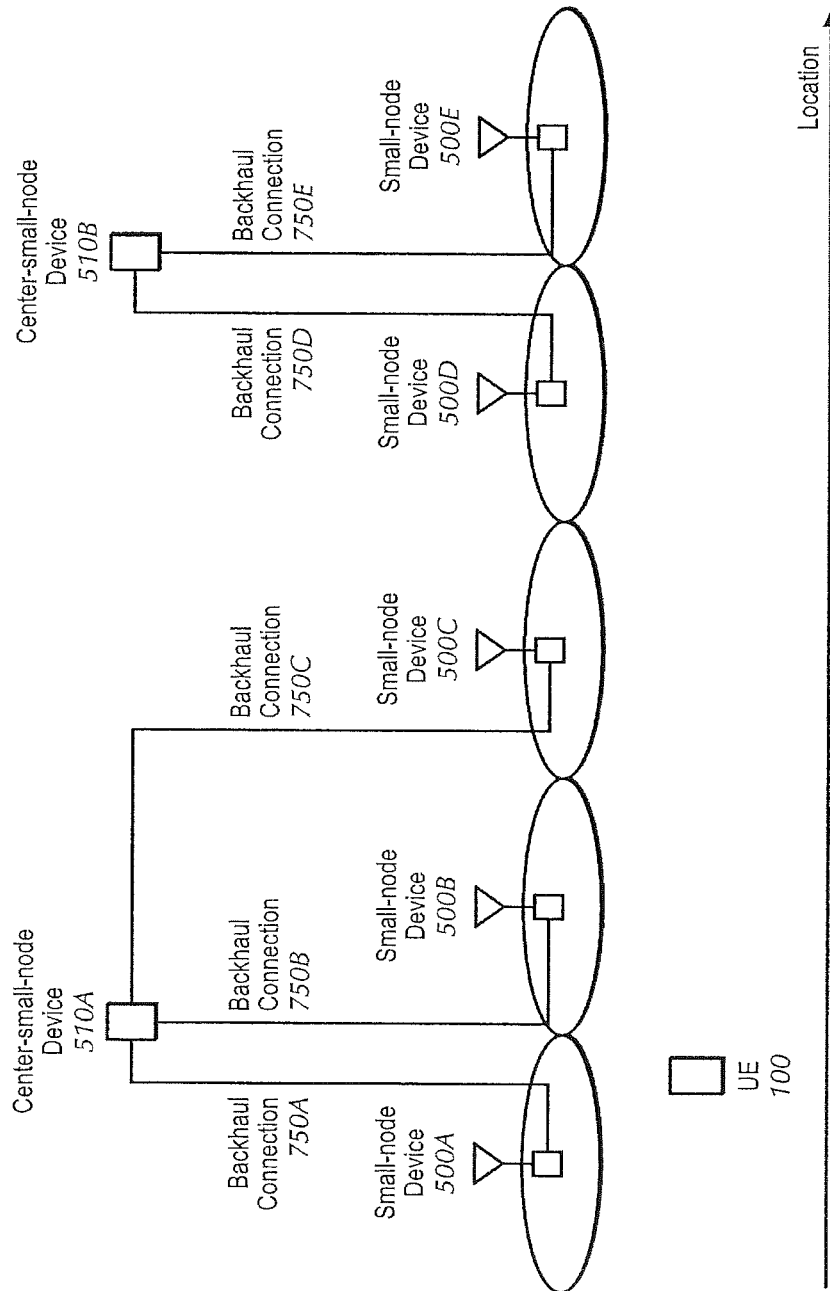 Center-small-node
Device
510A
Center-small-node
Device
510B
Backhaul
Connection
750A
Backhaul
Connection
750B
Backhaul
Connection
750C
Backhaul
Connection
750D
Backhaul
Connection
750E
Small-node
Device
500A
Small-node
Device
500B
Small-node
Device
500C
Small-node
Device
500D
Small-node
Device
500E
UE
100
Location